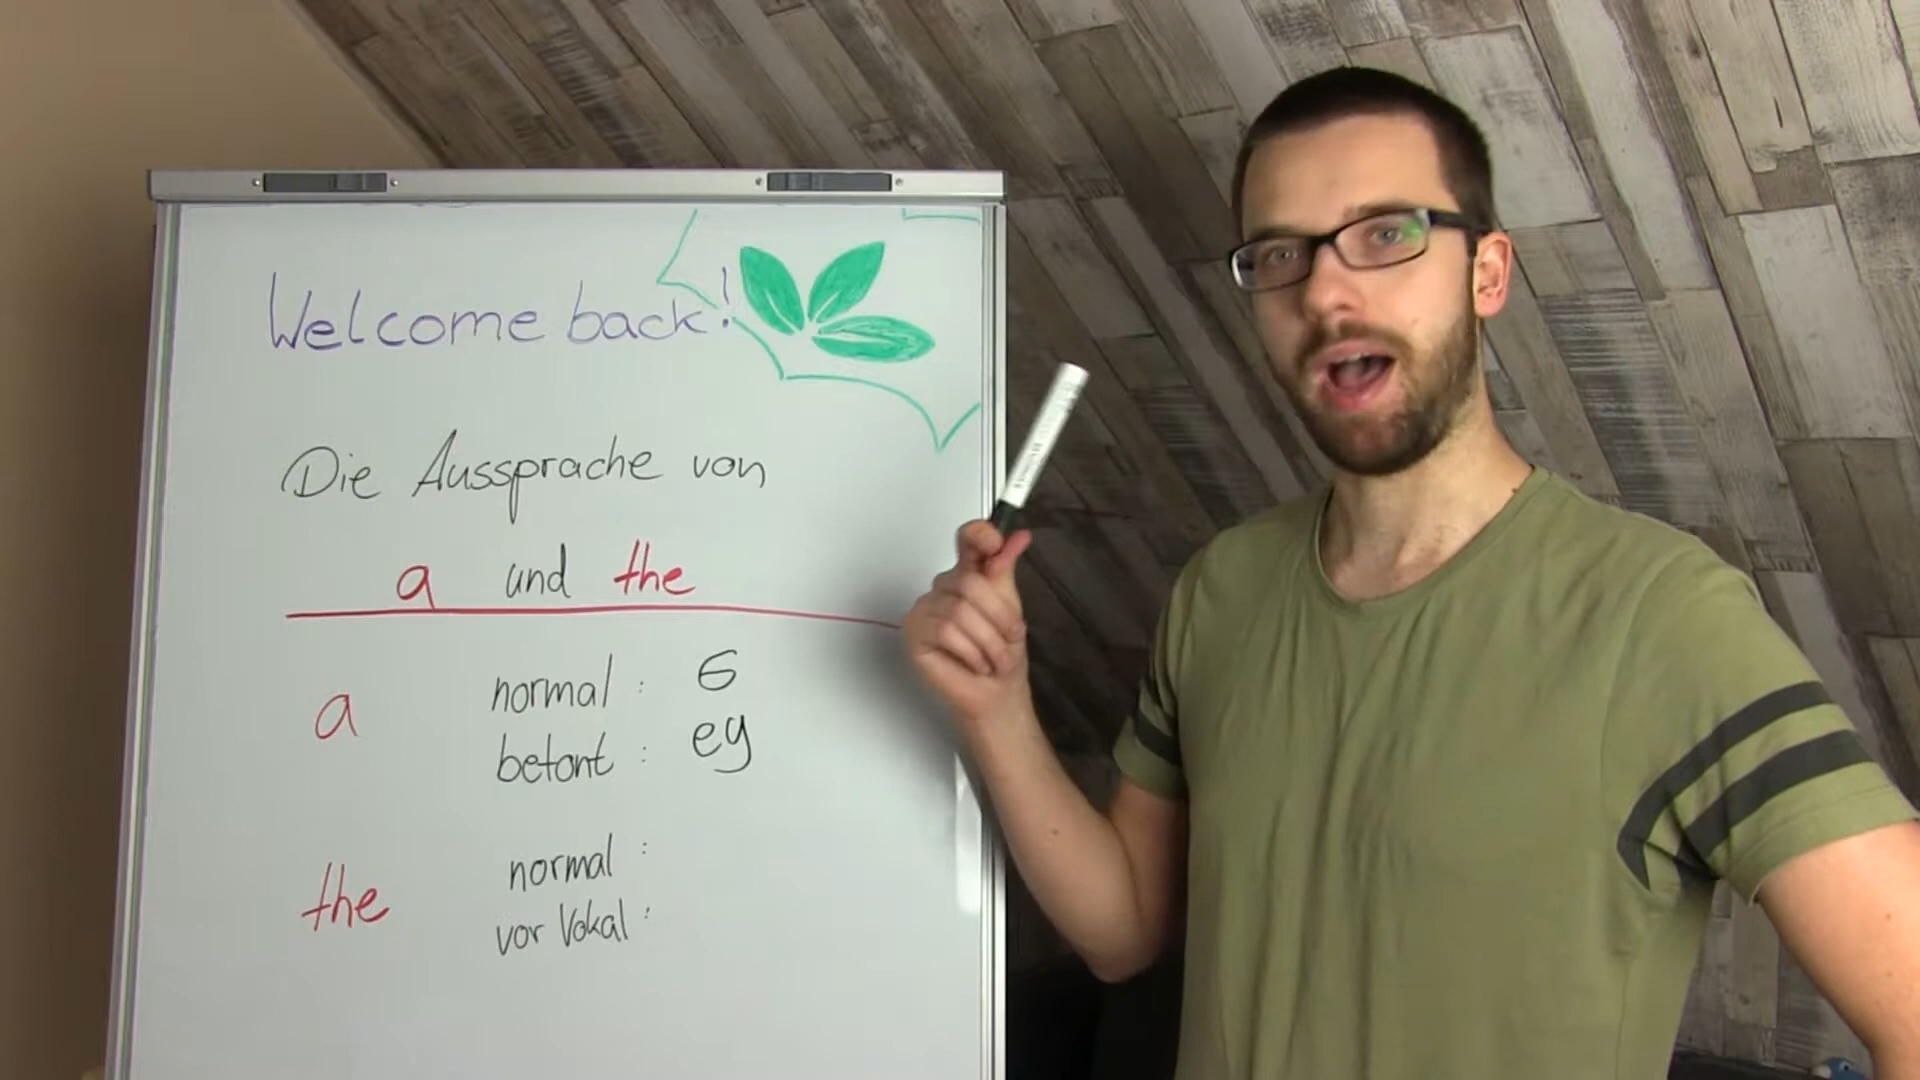 Welcome back!
Die Aussprache von
a und the
a
normal : ə
betont : ey
the
normal :
vor Vokal :